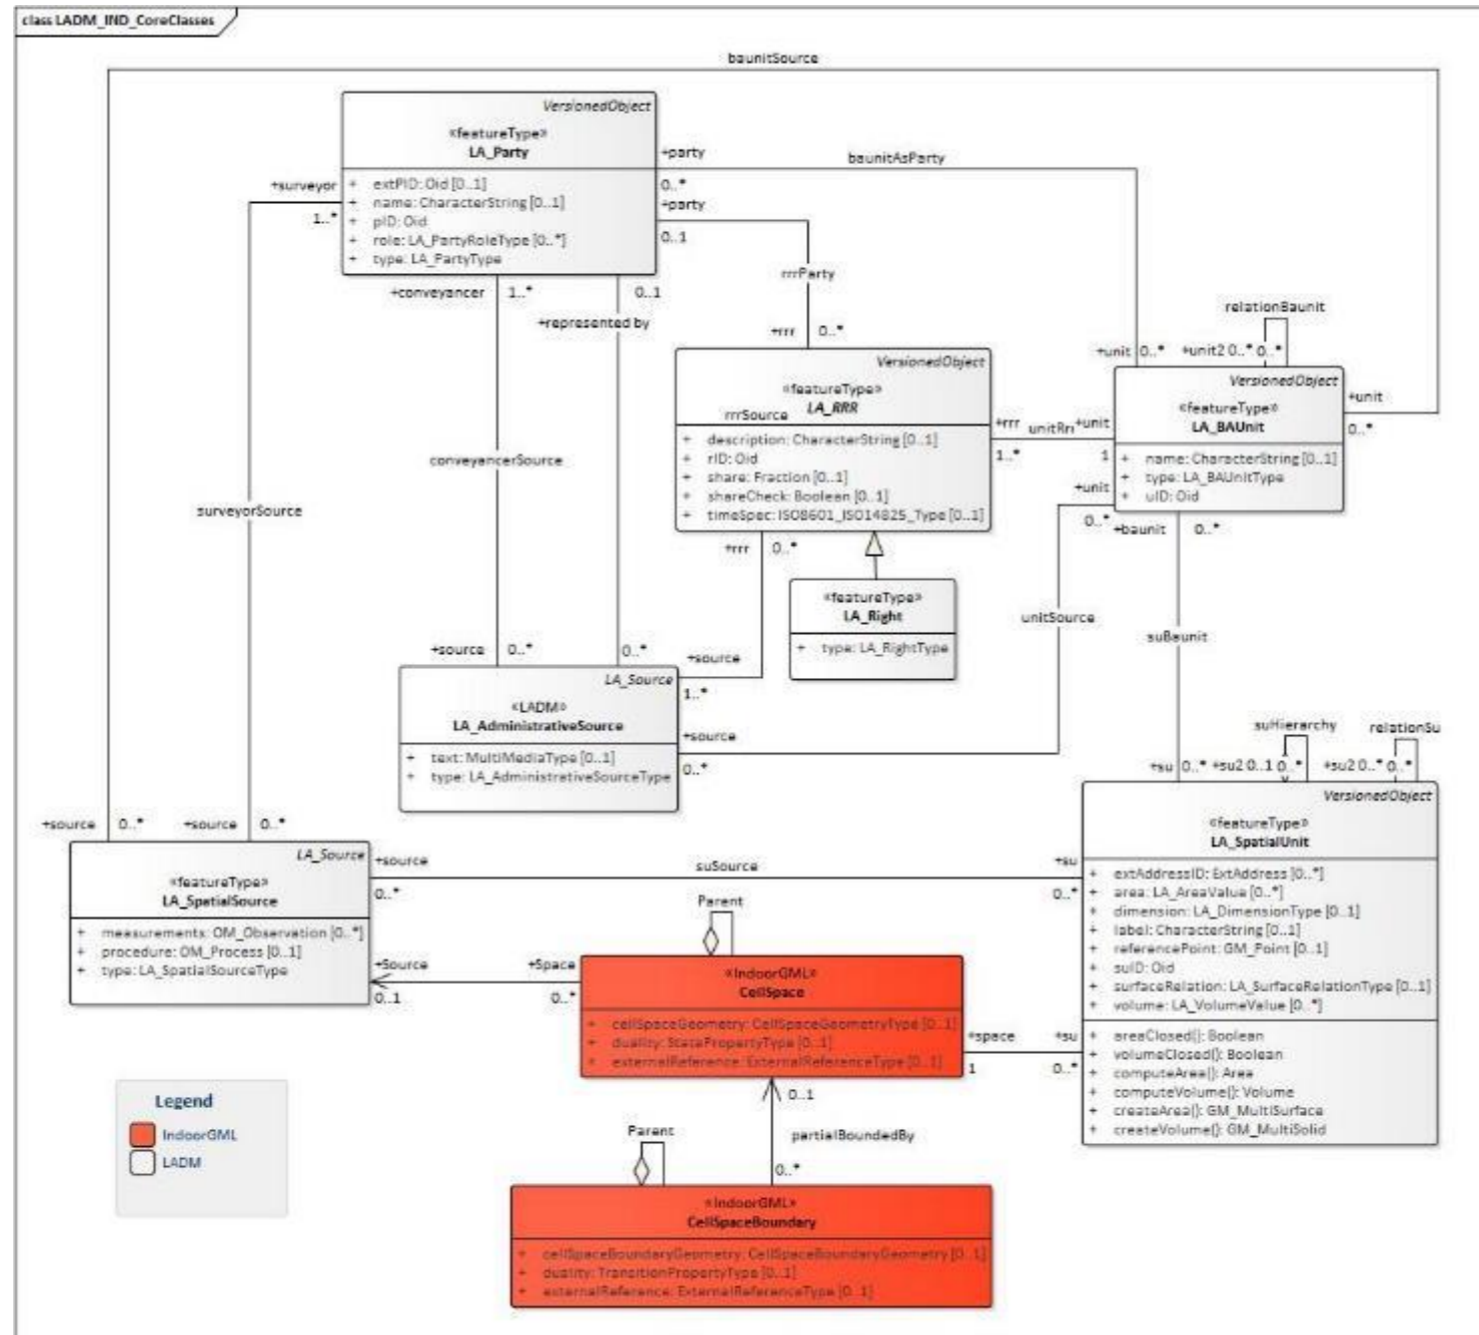 class LADM_IND_CoreClasses
baunitSource
VersionedObject
«featureType»
LA_Party
+ extPID: Oid [0..1]
+ name: CharacterString [0..1]
+ pID: Oid
+ role: LA_PartyRoleType [0..*]
+ type: LA_PartyType
+surveyor
1..*
+party
0..*
baunitAsParty
+party
0..1
rrrParty
+conveyancer 1..*
0..1
+represented by
+rrr 0..*
relationBaunit
+unit 0..* +unit2 0..* 0..*
VersionedObject
«featureType»
LA_RRR
rrrSource
+ description: CharacterString [0..1]
+ rID: Oid
+ share: Fraction [0..1]
+ shareCheck: Boolean [0..1]
+ timeSpec: ISO8601_ISO14825_Type [0..1]
+rrr unitRrr +unit
1..* 1
VersionedObject
«featureType»
LA_BAUnit
+ name: CharacterString [0..1]
+ type: LA_BAUnitType
+ uID: Oid
+unit
0..*
+unit
0..*
+baunit 0..*
conveyancerSource
surveyorSource
+rrr 0..*
«featureType»
LA_Right
+ type: LA_RightType
unitSource
suBaunit
+source 0..* 0..*
+source
1..*
LA_Source
«LADM»
LA_AdministrativeSource
+ text: MultiMediaType [0..1]
+ type: LA_AdministrativeSourceType
+source
0..*
suHierarchy relationSu
+su 0..* +su2 0..1 0..* +su2 0..* 0..*
+source 0..* +source 0..*
LA_Source
«featureType»
LA_SpatialSource
+ measurements: OM_Observation [0..*]
+ procedure: OM_Process [0..1]
+ type: LA_SpatialSourceType
+source
0..*
suSource
+su
0..*
VersionedObject
«featureType»
LA_SpatialUnit
+ extAddressID: ExtAddress [0..*]
+ area: LA_AreaValue [0..*]
+ dimension: LA_DimensionType [0..1]
+ label: CharacterString [0..1]
+ referencePoint: GM_Point [0..1]
+ suID: Oid
+ surfaceRelation: LA_SurfaceRelationType [0..1]
+ volume: LA_VolumeValue [0..*]
+ areaClosed(): Boolean
+ volumeClosed(): Boolean
+ computeArea(): Area
+ computeVolume(): Volume
+ createArea(): GM_MultiSurface
+ createVolume(): GM_MultiSolid
Parent
+Source +Space
0..1 0..*
«IndoorGML»
CellSpace
+ cellSpaceGeometry: CellSpaceGeometryType [0..1]
+ duality: StatePropertyType [0..1]
+ externalReference: ExternalReferenceType [0..1]
+space +su
1 0..*
0..1
partialBoundedBy
0..*
Parent
«IndoorGML»
CellSpaceBoundary
+ cellSpaceBoundaryGeometry: CellSpaceBoundaryGeometry [0..1]
+ duality: TransitionPropertyType [0..1]
+ externalReference: ExternalReferenceType [0..1]
Legend
IndoorGML
LADM